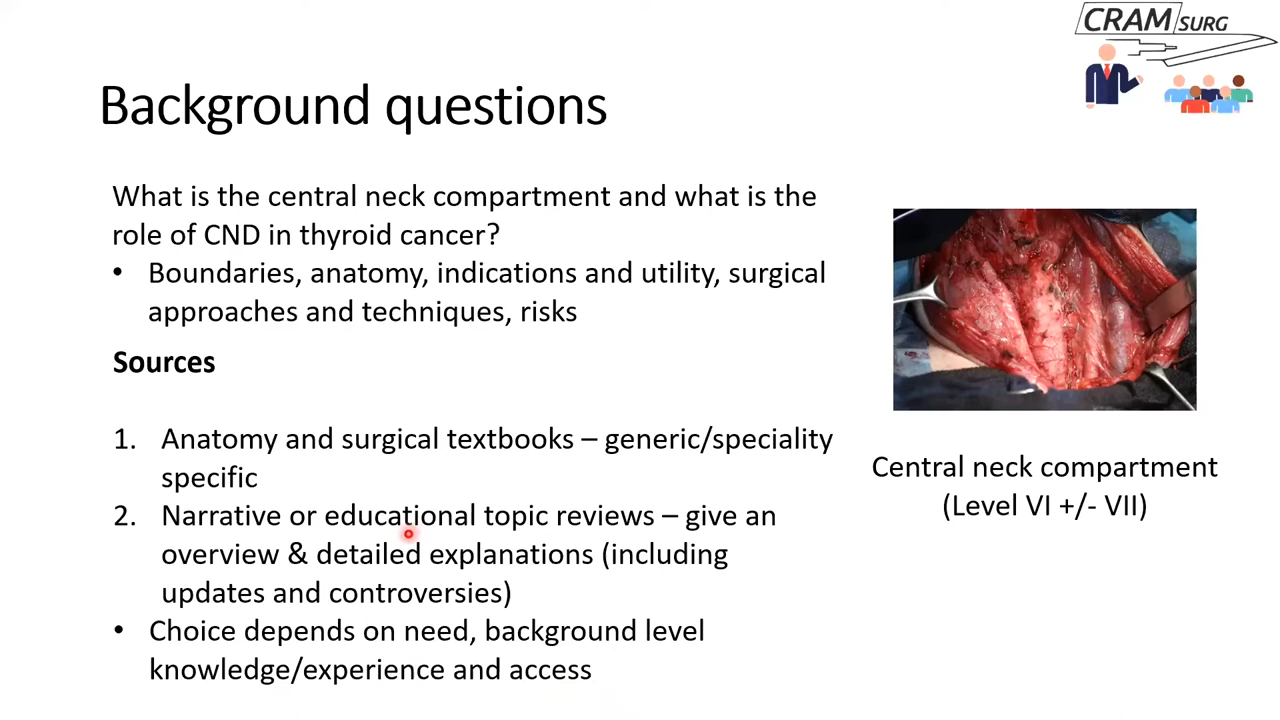 CRAM SURG
Background questions
What is the central neck compartment and what is the
role of CND in thyroid cancer?
• Boundaries, anatomy, indications and utility, surgical
approaches and techniques, risks
Sources
1. Anatomy and surgical textbooks – generic/speciality
specific
2. Narrative or educational topic reviews – give an
overview & detailed explanations (including
updates and controversies)
• Choice depends on need, background level
knowledge/experience and access
Central neck compartment
(Level VI +/- VII)